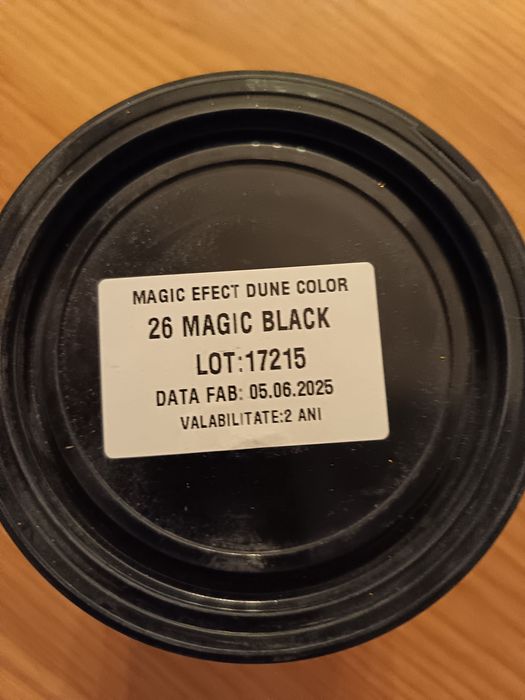 MAGIC EFECT DUNE COLOR
26 MAGIC BLACK
LOT:17215
DATA FAB: 05.06.2025
VALABILITATE:2 ANI